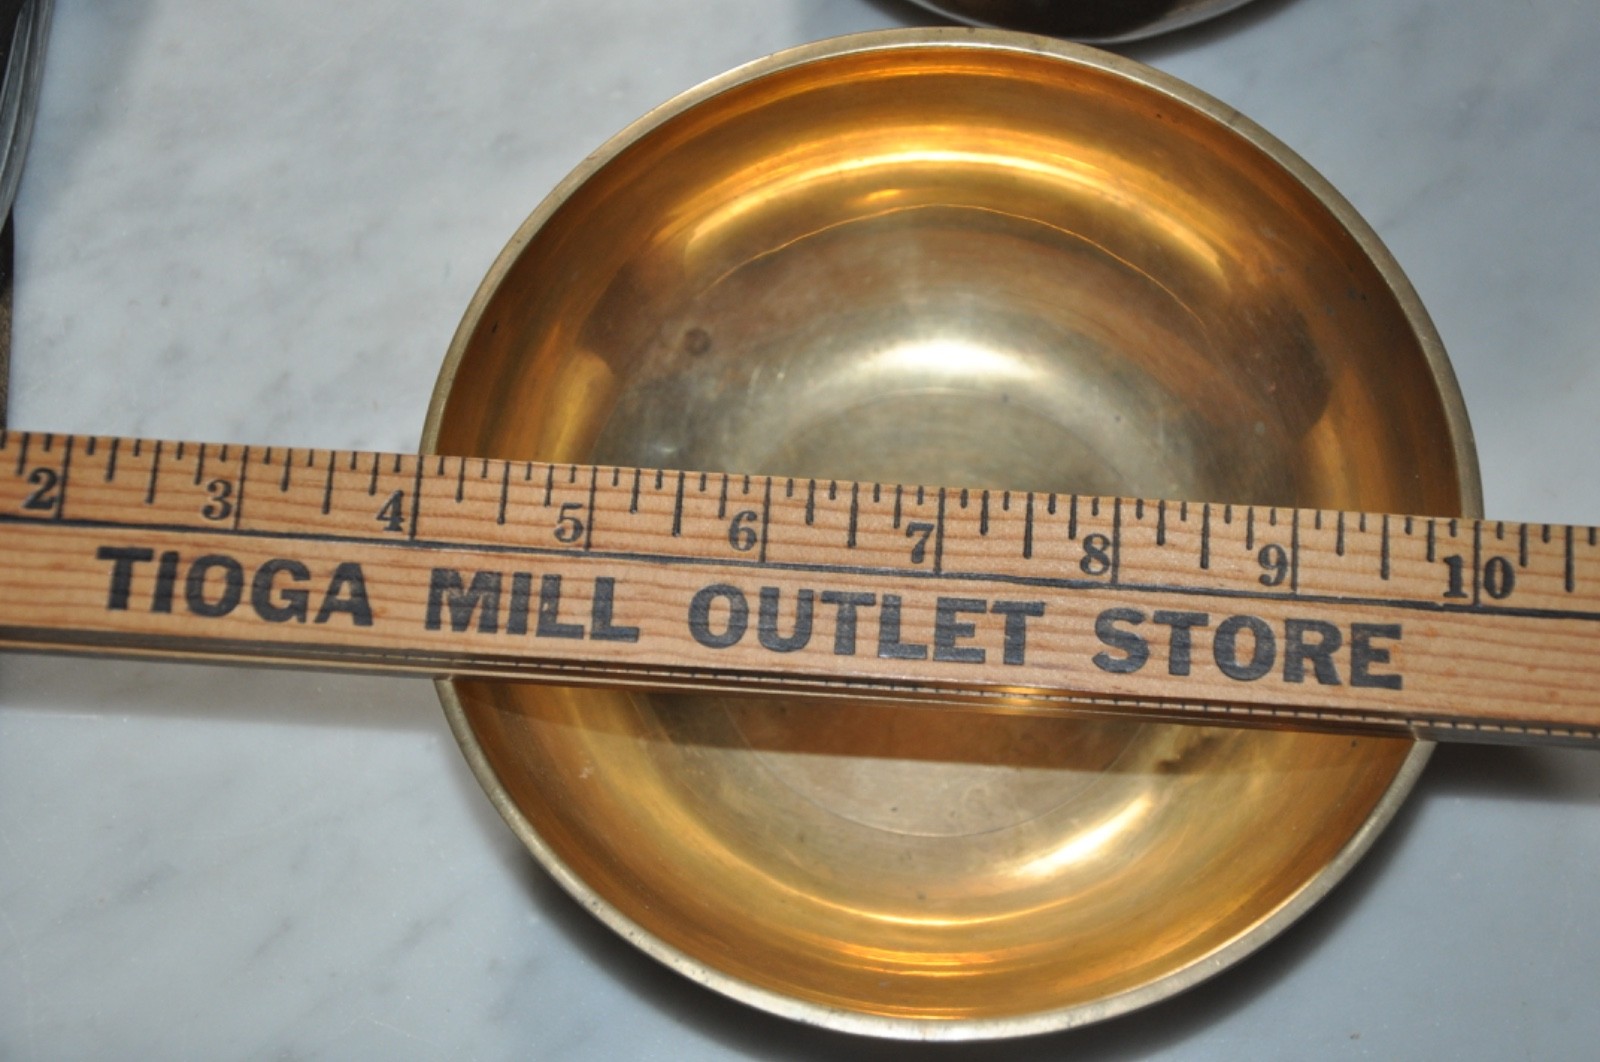 2 3 4 5 6 7 8 9 10
TIOGA MILL OUTLET STORE